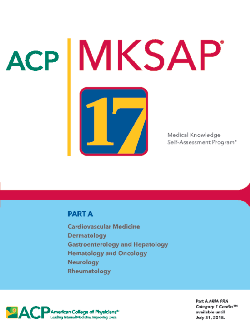 ACP MKSAP®
17
Medical Knowledge
Self-Assessment Program®
PART A
Cardiovascular Medicine
Dermatology
Gastroenterology and Hepatology
Hematology and Oncology
Neurology
Rheumatology
ACP American College of Physicians®
Leading Internal Medicine, Improving Lives
Part A AMA PRA
Category 1 Credits™
available until
July 31, 2018.